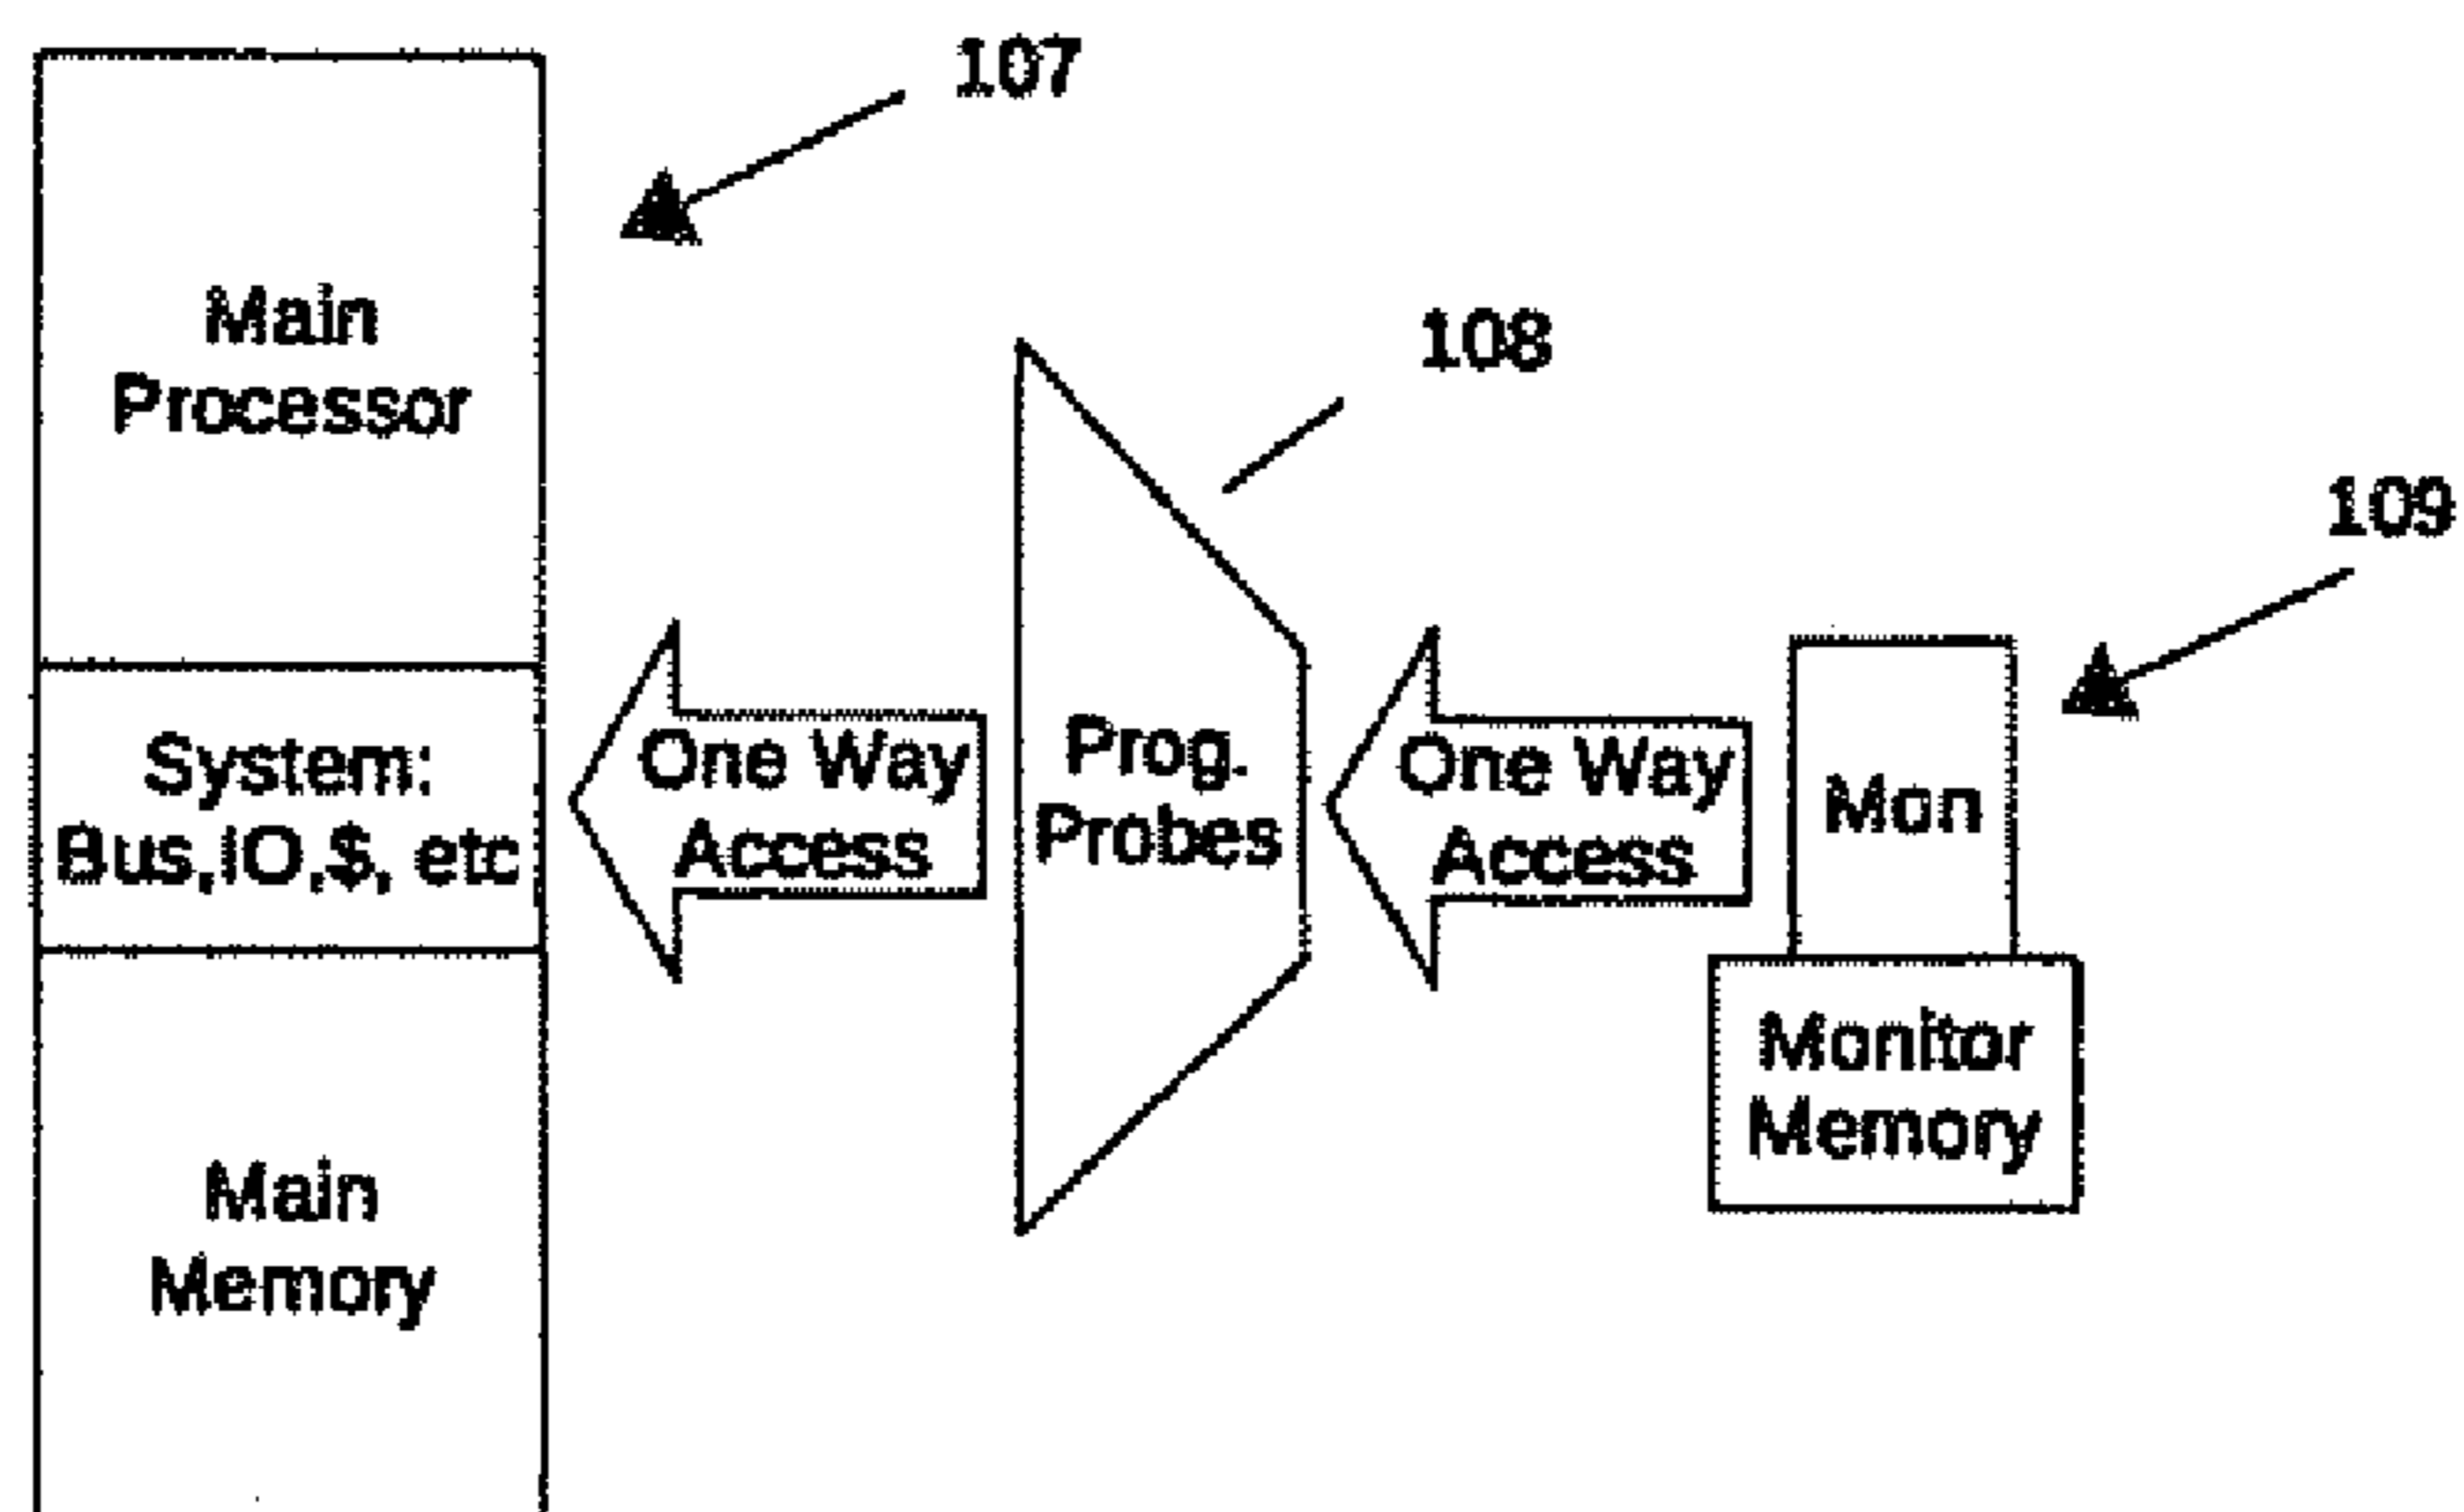 107
Main
Processor
108
109
System:
Bus,IO,$, etc
One Way
Access
Prog.
Probes
One Way
Access
Mon
Monitor
Memory
Main
Memory